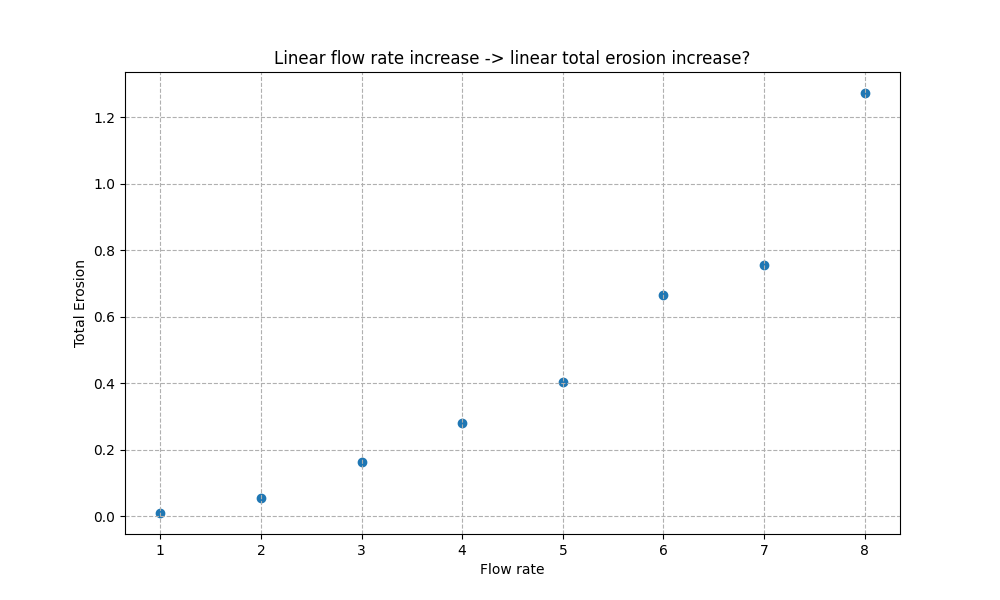 Linear flow rate increase -> linear total erosion increase?
1.2
1.0
0.8
0.6
0.4
0.2
0.0
Total Erosion
1 2 3 4 5 6 7 8
Flow rate